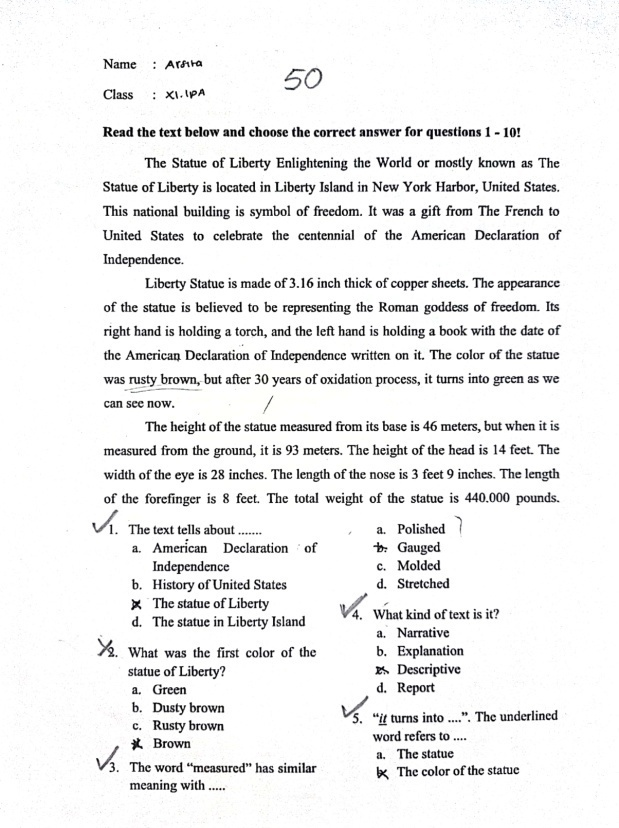 Name : Arsita
50
Class : XI.IPA
Read the text below and choose the correct answer for questions 1 - 10!
The Statue of Liberty Enlightening the World or mostly known as The
Statue of Liberty is located in Liberty Island in New York Harbor, United States.
This national building is symbol of freedom. It was a gift from The French to
United States to celebrate the centennial of the American Declaration of
Independence.
Liberty Statue is made of 3.16 inch thick of copper sheets. The appearance
of the statue is believed to be representing the Roman goddess of freedom. Its
right hand is holding a torch, and the left hand is holding a book with the date of
the American Declaration of Independence written on it. The color of the statue
was rusty brown, but after 30 years of oxidation process, it turns into green as we
can see now.
The height of the statue measured from its base is 46 meters, but when it is
measured from the ground, it is 93 meters. The height of the head is 14 feet. The
width of the eye is 28 inches. The length of the nose is 3 feet 9 inches. The length
of the forefinger is 8 feet. The total weight of the statue is 440.000 pounds.
1. The text tells about .......
a. American Declaration of
Independence
b. History of United States
c. The statue of Liberty
d. The statue in Liberty Island
2. What was the first color of the
statue of Liberty?
a. Green
b. Dusty brown
c. Rusty brown
d. Brown
3. The word “measured” has similar
meaning with .....
a. Polished
b. Gauged
c. Molded
d. Stretched
4. What kind of text is it?
a. Narrative
b. Explanation
c. Descriptive
d. Report
5. “it turns into ....”. The underlined
word refers to ....
a. The statue
b. The color of the statue